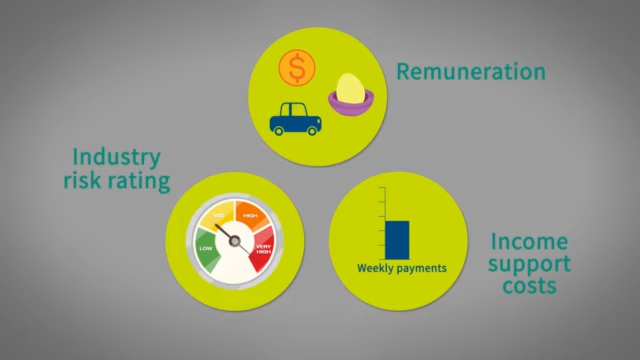 $
Remuneration
Industry
risk rating
LOW
HIGH
VERY
HIGH
Weekly payments
Income
support
costs